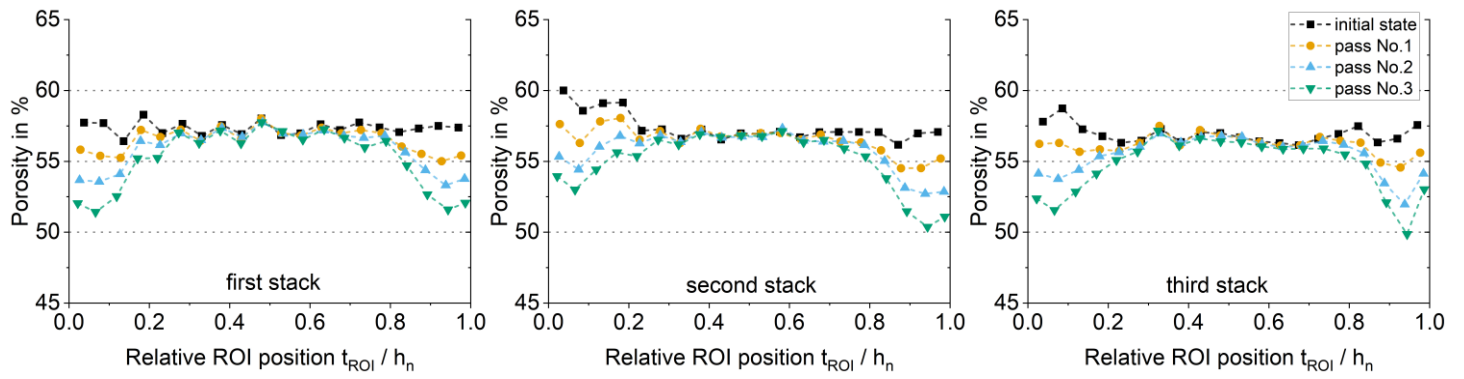 65
60
55
50
45
Porosity in %
first stack
0.0 0.2 0.4 0.6 0.8 1.0
Relative ROI position t_ROI / h_n
65
60
55
50
45
Porosity in %
second stack
0.0 0.2 0.4 0.6 0.8 1.0
Relative ROI position t_ROI / h_n
65
60
55
50
45
Porosity in %
initial state
pass No.1
pass No.2
pass No.3
third stack
0.0 0.2 0.4 0.6 0.8 1.0
Relative ROI position t_ROI / h_n